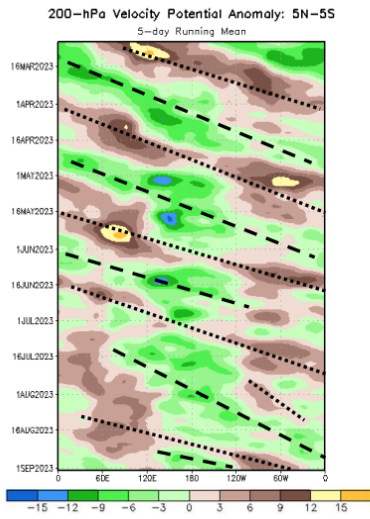 200-hPa Velocity Potential Anomaly: 5N-5S
5-day Running Mean
16MAR2023
1APR2023
16APR2023
1MAY2023
16MAY2023
1JUN2023
16JUN2023
1JUL2023
16JUL2023
1AUG2023
16AUG2023
1SEP2023
0 60E 120E 180 120W 60W 0
-15 -12 -9 -6 -3 0 3 6 9 12 15